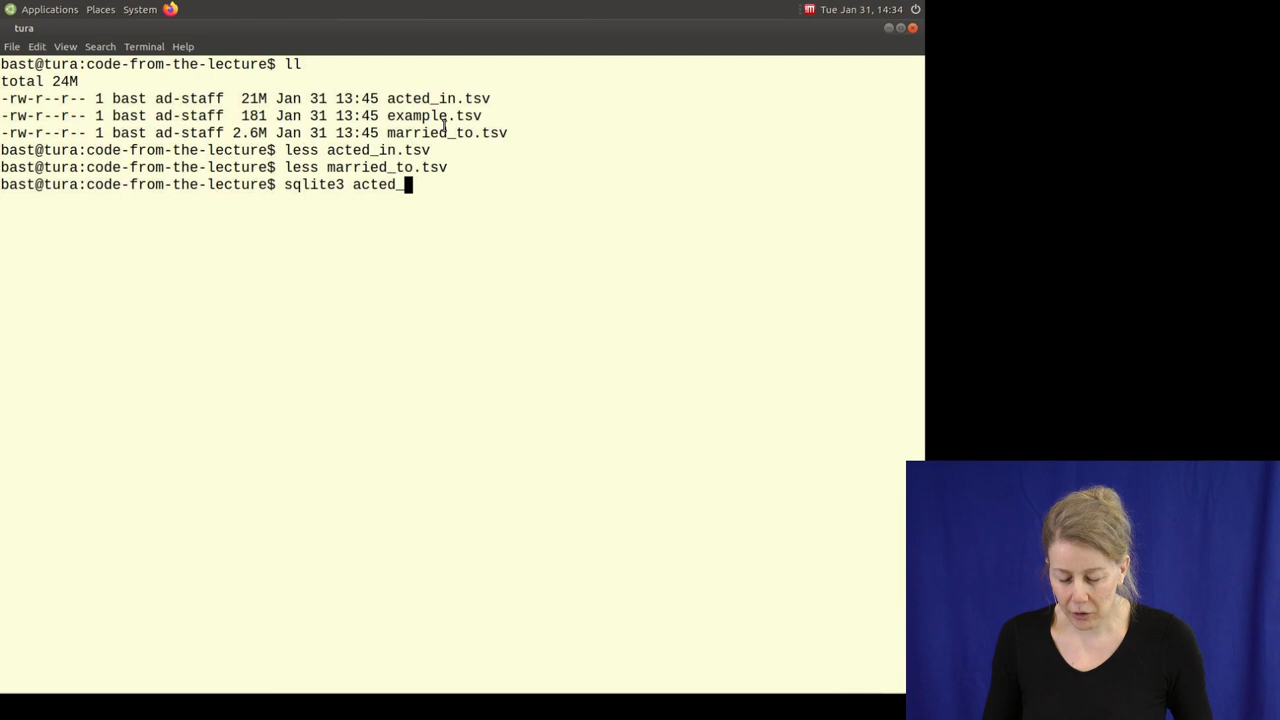 Applications Places System Tue Jan 31, 14:34
tura
File Edit View Search Terminal Help
bast@tura:code-from-the-lecture$ ll
total 24M
-rw-r--r-- 1 bast ad-staff  21M Jan 31 13:45 acted_in.tsv
-rw-r--r-- 1 bast ad-staff  181 Jan 31 13:45 example.tsv
-rw-r--r-- 1 bast ad-staff 2.6M Jan 31 13:45 married_to.tsv
bast@tura:code-from-the-lecture$ less acted_in.tsv
bast@tura:code-from-the-lecture$ less married_to.tsv
bast@tura:code-from-the-lecture$ sqlite3 acted_